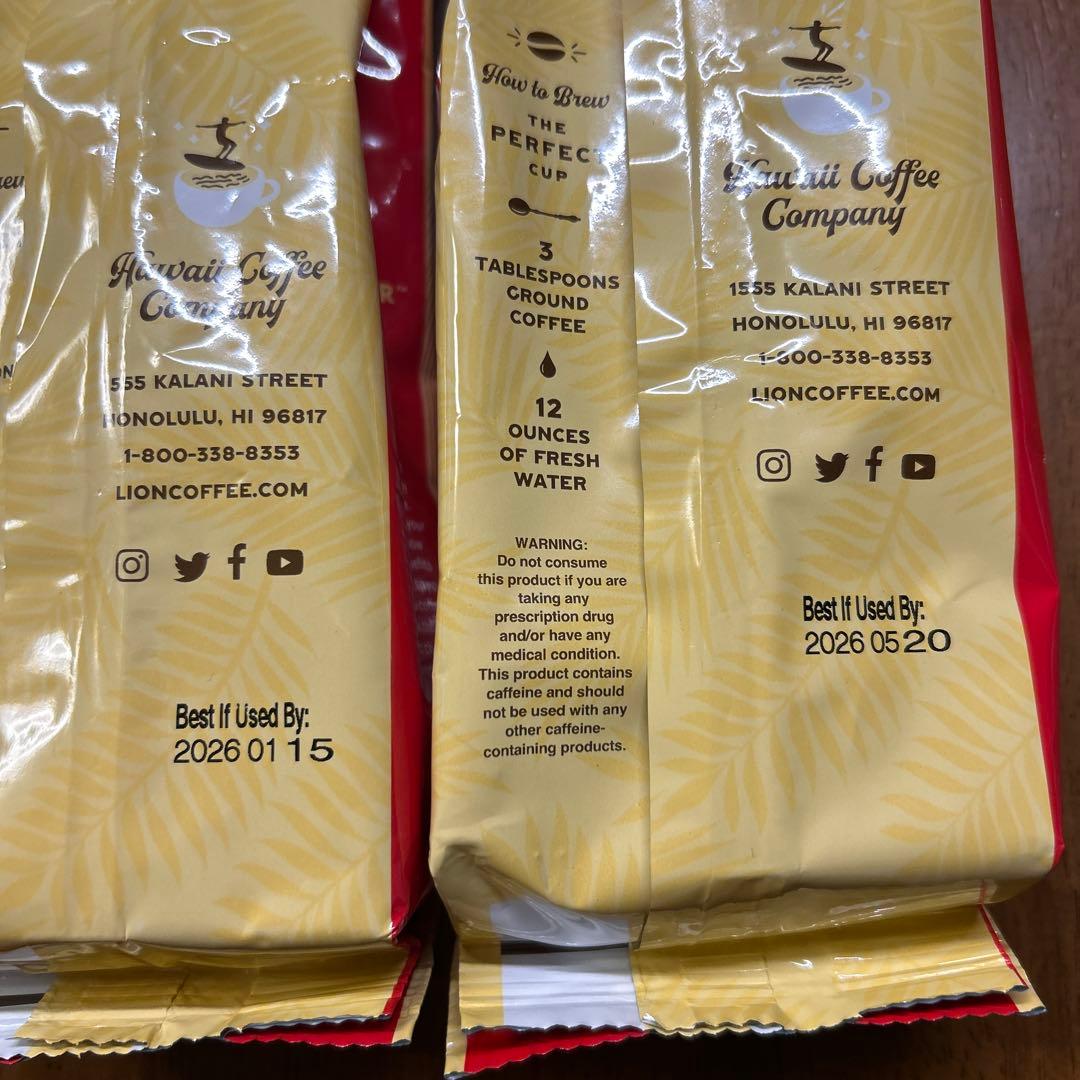 Hawaii Coffee
Company
555 KALANI STREET
HONOLULU, HI 96817
1-800-338-8353
LIONCOFFEE.COM
Best If Used By:
2026 01 15
How to Brew
THE
PERFECT
CUP
3
TABLESPOONS
GROUND
COFFEE
12
OUNCES
OF FRESH
WATER
WARNING:
Do not consume
this product if you are
taking any
prescription drug
and/or have any
medical condition.
This product contains
caffeine and should
not be used with any
other caffeine-
containing products.
Hawaii Coffee
Company
1555 KALANI STREET
HONOLULU, HI 96817
1-800-338-8353
LIONCOFFEE.COM
Best If Used By:
2026 05 20